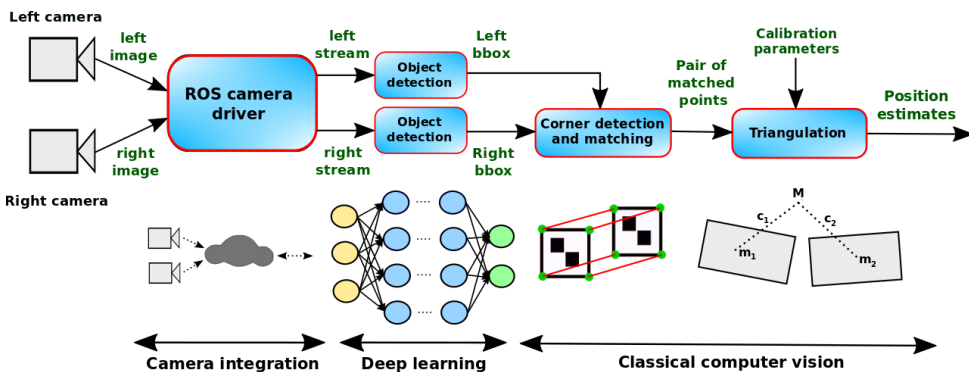 Left camera
left
image
left
stream
Left
bbox
Calibration
parameters
ROS camera
driver
Object
detection
Pair of
matched
points
Position
estimates
Object
detection
Corner detection
and matching
Triangulation
right
image
right
stream
Right
bbox
Right camera
M
c1
c2
m1
m2
Camera integration
Deep learning
Classical computer vision